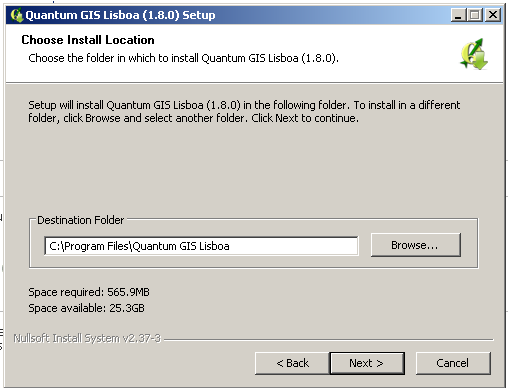 Quantum GIS Lisboa (1.8.0) Setup
Choose Install Location
Choose the folder in which to install Quantum GIS Lisboa (1.8.0).
Setup will install Quantum GIS Lisboa (1.8.0) in the following folder. To install in a different
folder, click Browse and select another folder. Click Next to continue.
Destination Folder
C:\Program Files\Quantum GIS Lisboa
Browse...
Space required: 565.9MB
Space available: 25.3GB
Nullsoft Install System v2.37-3
< Back
Next >
Cancel